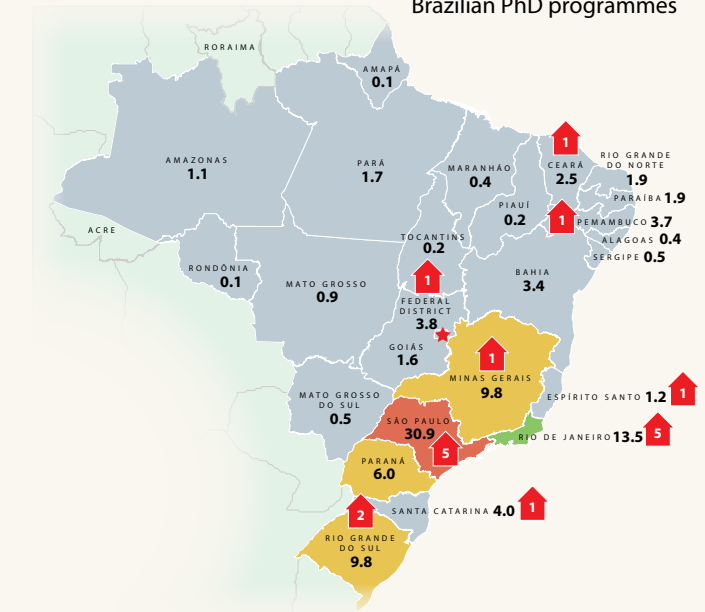 Brazilian PhD programmes
RORAIMA
AMAPÁ
0.1
1
AMAZONAS
1.1
PARÁ
1.7
MARANHÃO
0.4
CEARÁ
2.5
RIO GRANDE
DO NORTE
1.9
PARAÍBA 1.9
PIAUÍ
0.2
1
PEMAMBUCO 3.7
ACRE
TOCANTINS
0.2
ALAGOAS 0.4
SERGIPE 0.5
RONDÔNIA
0.1
MATO GROSSO
0.9
1
BAHIA
3.4
FEDERAL
DISTRICT
3.8
GOIÁS
1.6
1
MINAS GERAIS
9.8
MATO GROSSO
DO SUL
0.5
ESPÍRITO SANTO 1.2 1
SÃO PAULO
30.9
5
RIO DE JANEIRO 13.5 5
PARANÁ
6.0
2
SANTA CATARINA 4.0 1
RIO GRANDE
DO SUL
9.8